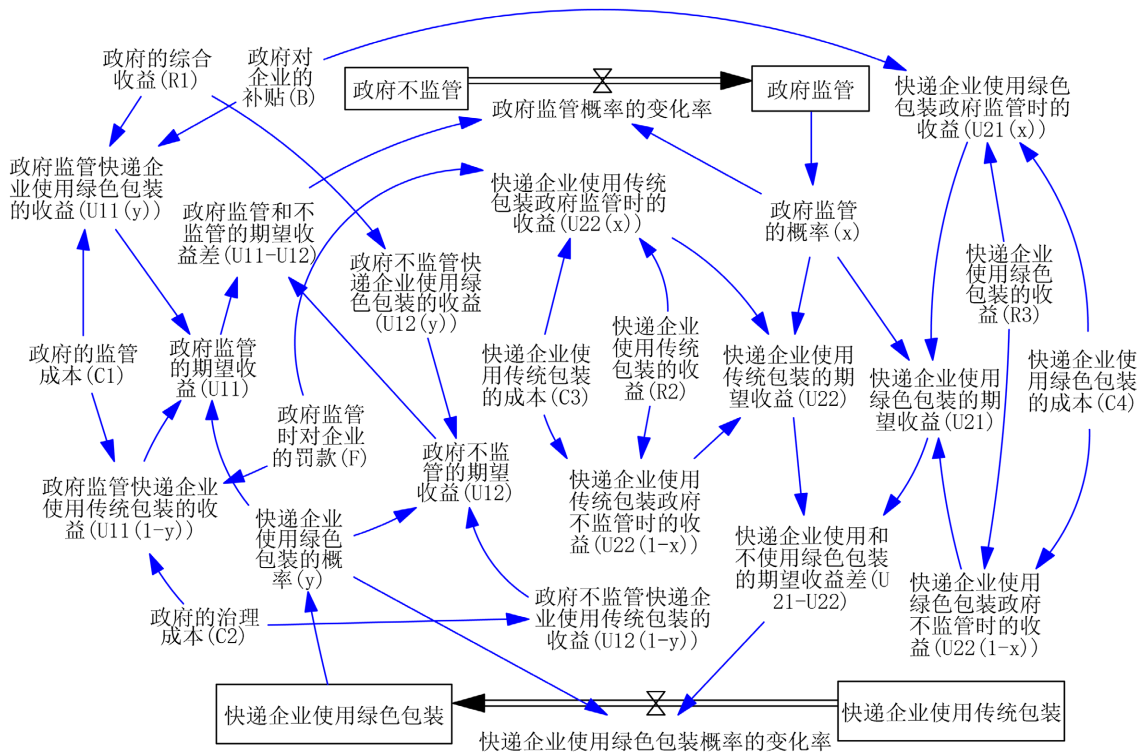 政府的综合
收益(R1)
政府对
企业的
补贴(B)
政府不监管
政府监管
政府监管概率的变化率
快递企业使用绿色
包装政府监管时的
收益(U21(x))
政府监管快递企
业使用绿色包装
的收益(U11(y))
政府监管和不
监管的期望收
益差(U11-U12)
快递企业使用传统
包装政府监管时的
收益(U22(x))
政府监管
的概率(x)
政府不监管快
递企业使用绿
色包装的收益
(U12(y))
快递企业
使用绿色
包装的收
益(R3)
政府的监管
成本(C1)
政府监管
的期望收
益(U11)
快递企业使
用传统包装
的成本(C3)
快递企业
使用传统
包装的收
益(R2)
快递企业使用
传统包装的期
望收益(U22)
快递企业使用
绿色包装的期
望收益(U21)
快递企业使
用绿色包装
的成本(C4)
政府监管
时对企业
的罚款(F)
政府不监
管的期望
收益(U12)
政府监管快递企业
使用传统包装的收
益(U11(1-y))
快递企业
使用绿色
包装的概
率(y)
快递企业使用
传统包装政府
不监管时的收
益(U22(1-x))
快递企业使用和
不使用绿色包装
的期望收益差(U
21-U22)
快递企业使用
绿色包装政府
不监管时的收
益(U22(1-x))
政府的治理
成本(C2)
政府不监管快递企
业使用传统包装的
收益(U12(1-y))
快递企业使用绿色包装
快递企业使用传统包装
快递企业使用绿色包装概率的变化率